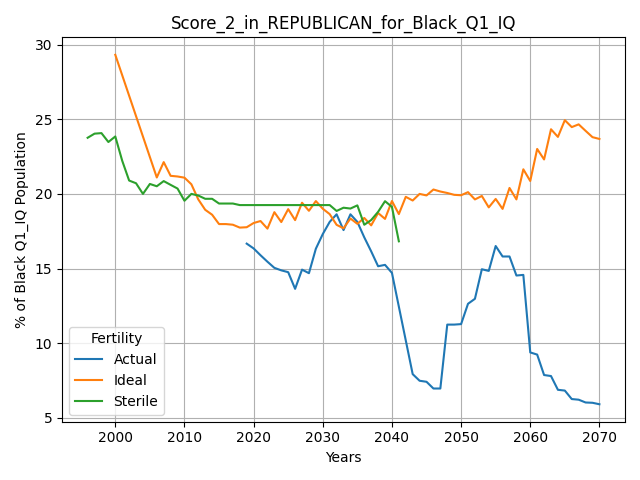 Score_2_in_REPUBLICAN_for_Black_Q1_IQ
30
25
20
15
10
5
% of Black Q1_IQ Population
Fertility
Actual
Ideal
Sterile
2000 2010 2020 2030 2040 2050 2060 2070
Years